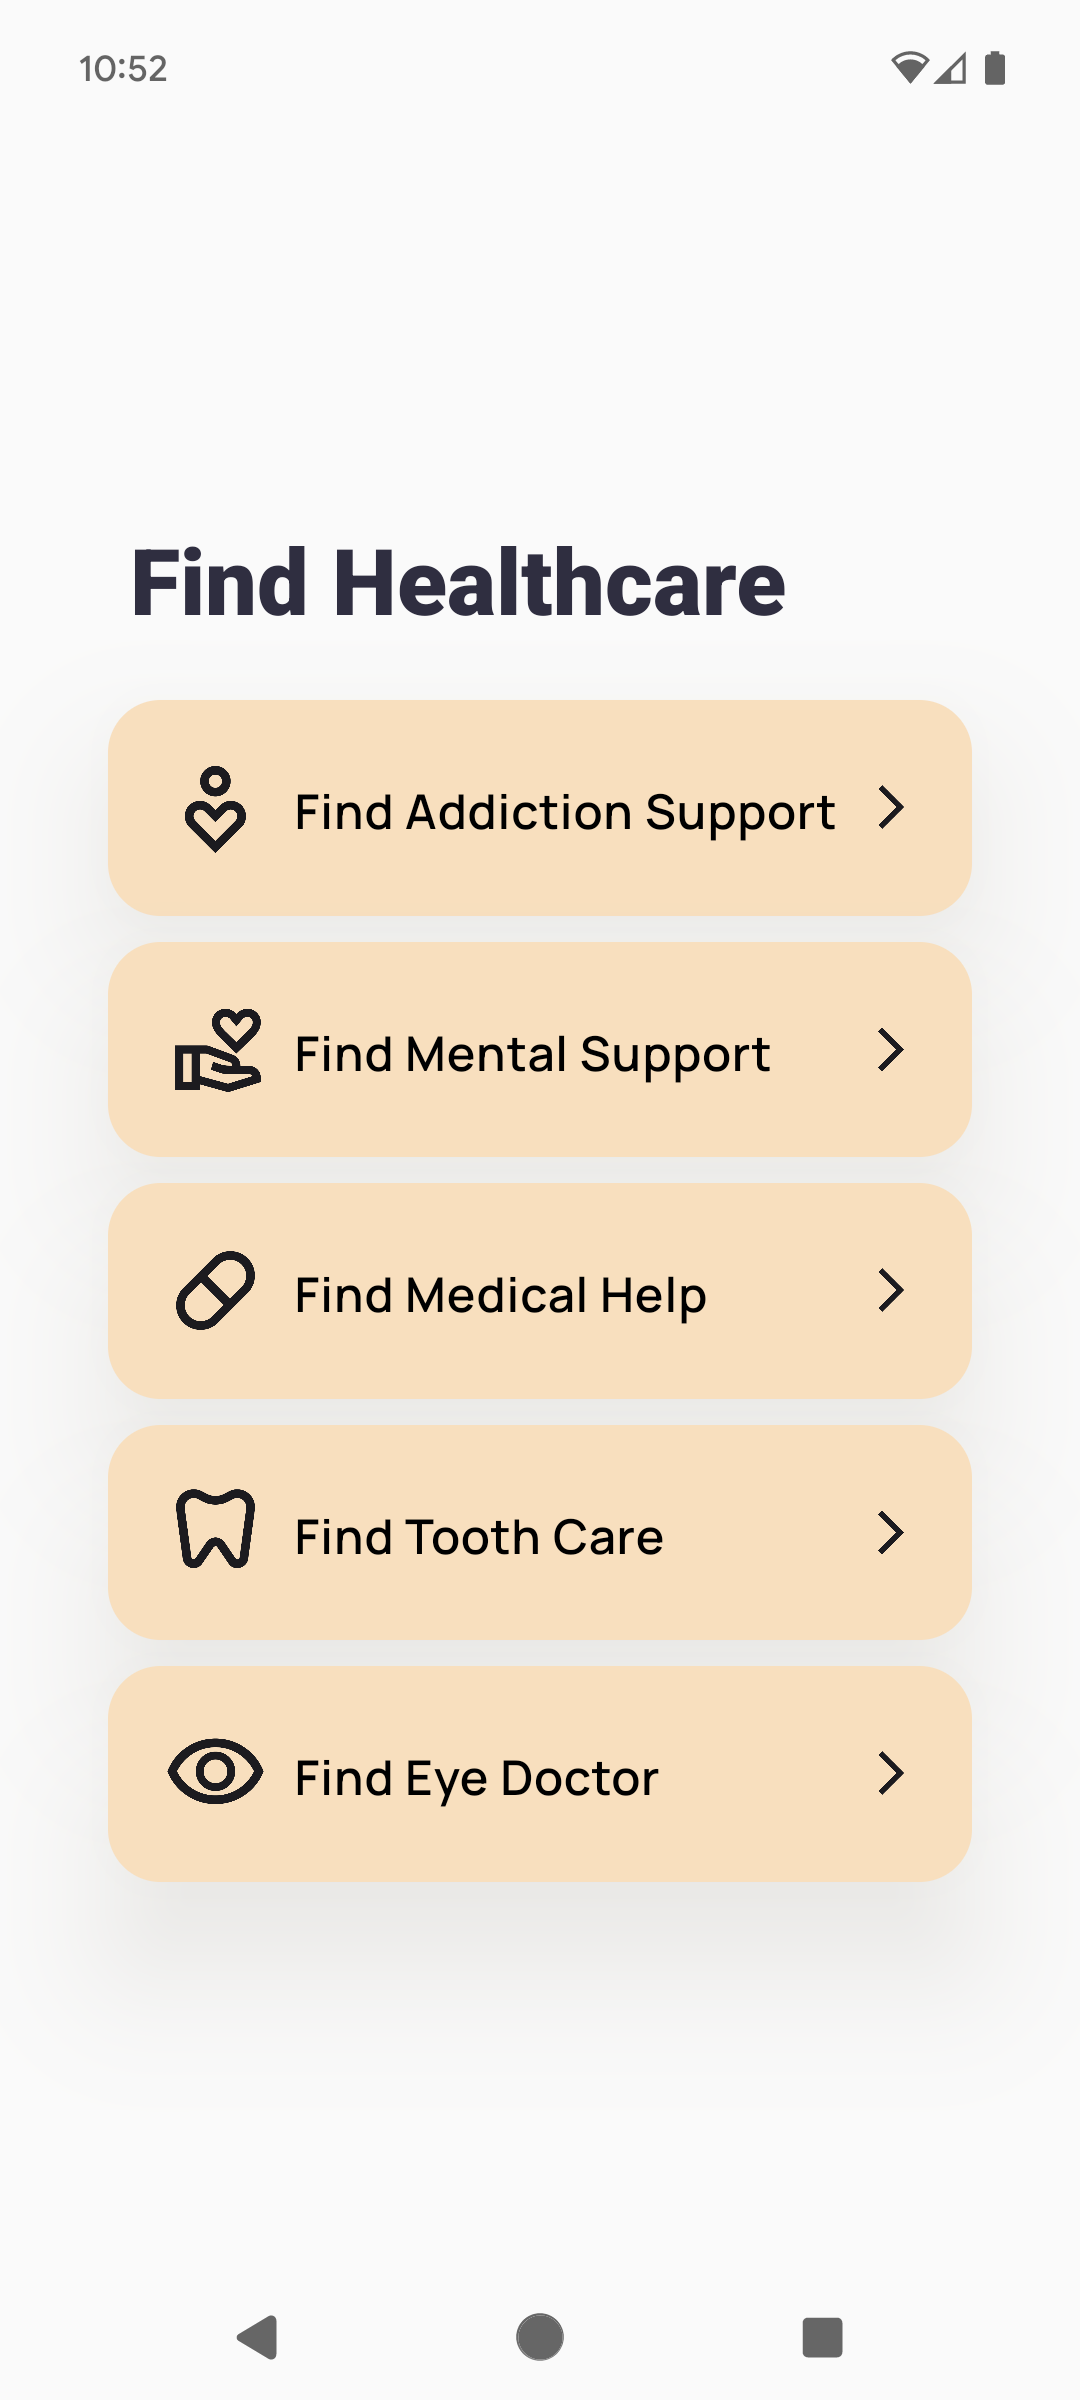 10:52
Find Healthcare
Find Addiction Support
Find Mental Support
Find Medical Help
Find Tooth Care
Find Eye Doctor